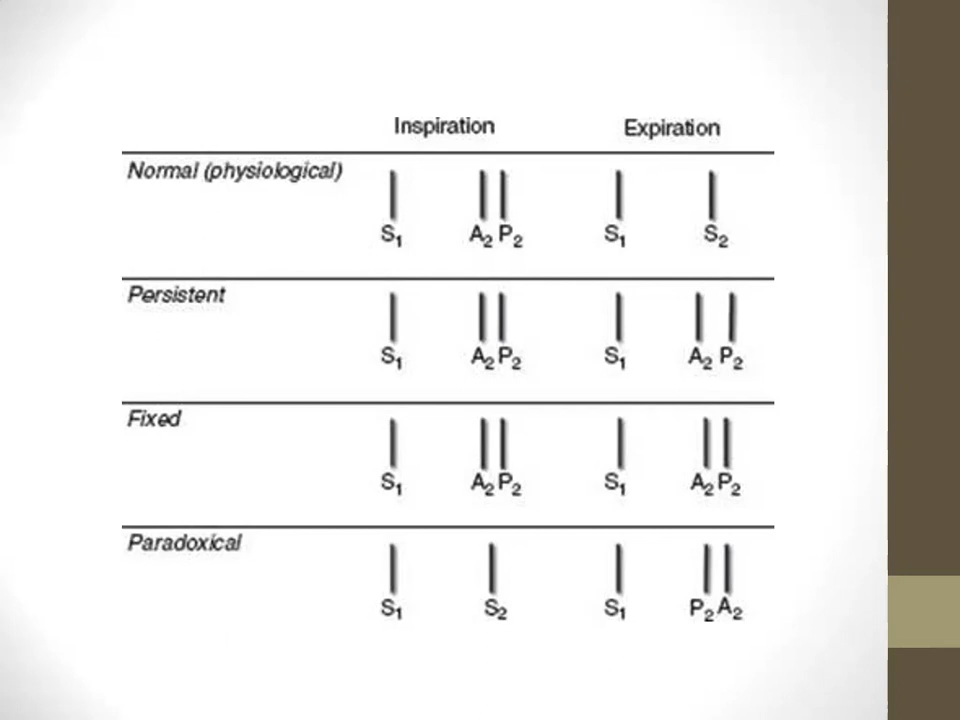 Inspiration Expiration
Normal (physiological)
S₁ A₂ P₂ S₁ S₂
Persistent
S₁ A₂ P₂ S₁ A₂ P₂
Fixed
S₁ A₂ P₂ S₁ A₂ P₂
Paradoxical
S₁ S₂ S₁ P₂ A₂